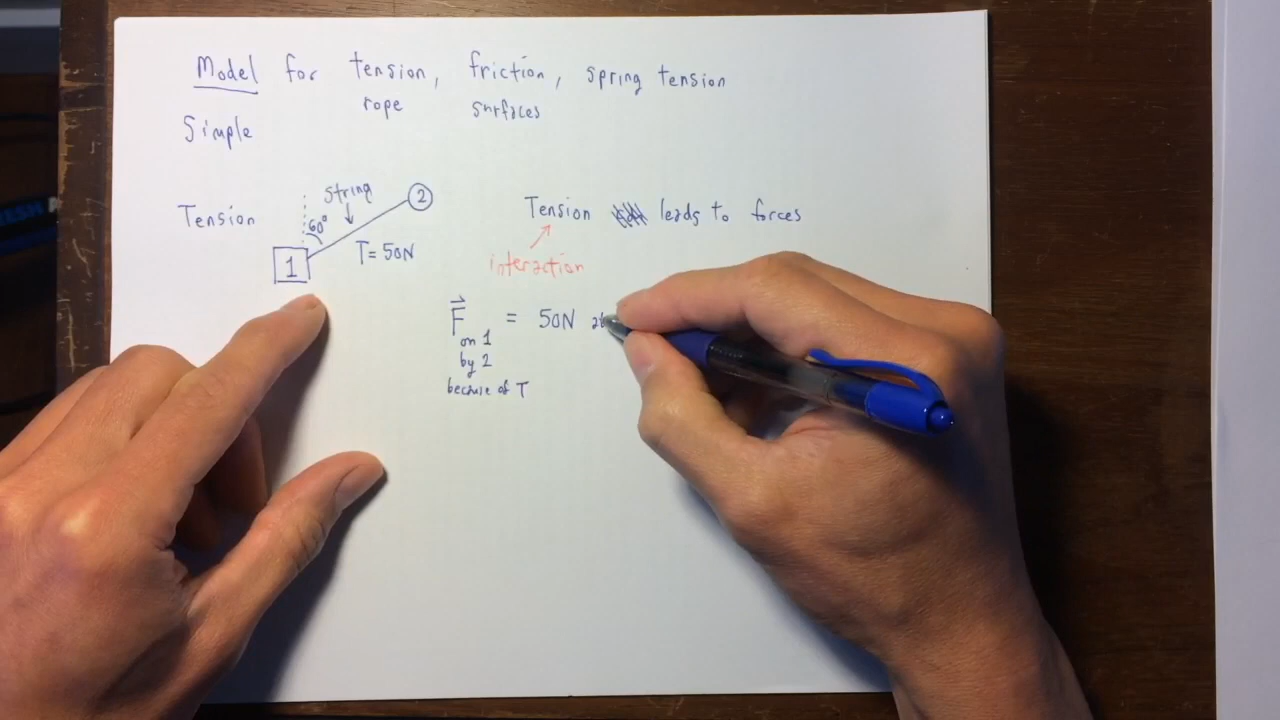 Model for tension, friction, spring tension
rope surfaces
Simple
Tension
string
2
60°
1
T = 50N
Tension leads to forces
interaction
F = 50N
on 1
by 2
because of T